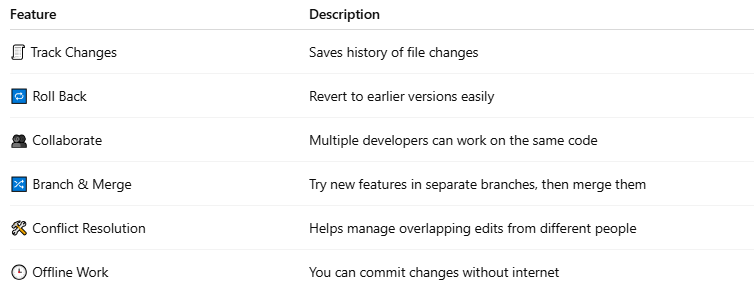 Feature Description
Track Changes Saves history of file changes
Roll Back Revert to earlier versions easily
Collaborate Multiple developers can work on the same code
Branch & Merge Try new features in separate branches, then merge them
Conflict Resolution Helps manage overlapping edits from different people
Offline Work You can commit changes without internet